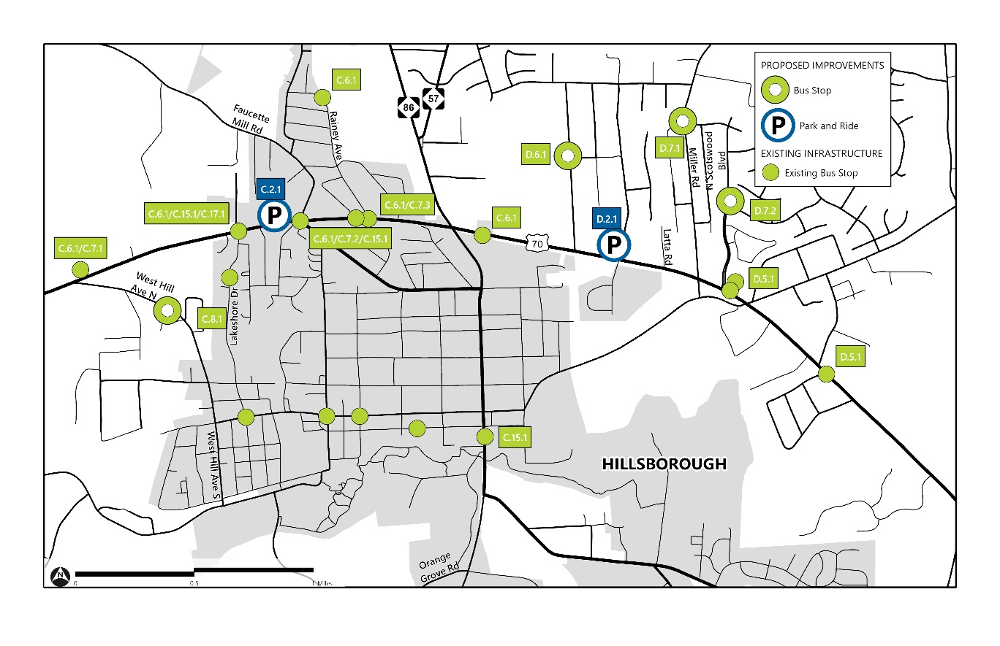 PROPOSED IMPROVEMENTS
Bus Stop
P
Park and Ride
EXISTING INFRASTRUCTURE
Existing Bus Stop
C.6.1
86
57
Faucette
Mill Rd
Rainey Ave
D.6.1
D.7.1
Miller Rd
N Scotswood
Blvd
C.2.1
P
C.6.1/C.15.1/C.17.1
C.6.1/C.7.3
C.6.1
D.7.2
D.2.1
P
C.6.1/C.7.2/C.15.1
70
Latta Rd
C.6.1/C.7.1
West Hill
Ave N
C.8.1
Lakeshore Dr
D.5.1
D.5.1
C.15.1
West Hill Ave S
HILLSBOROUGH
Orange
Grove Rd
N
0
0.5
1 Miles